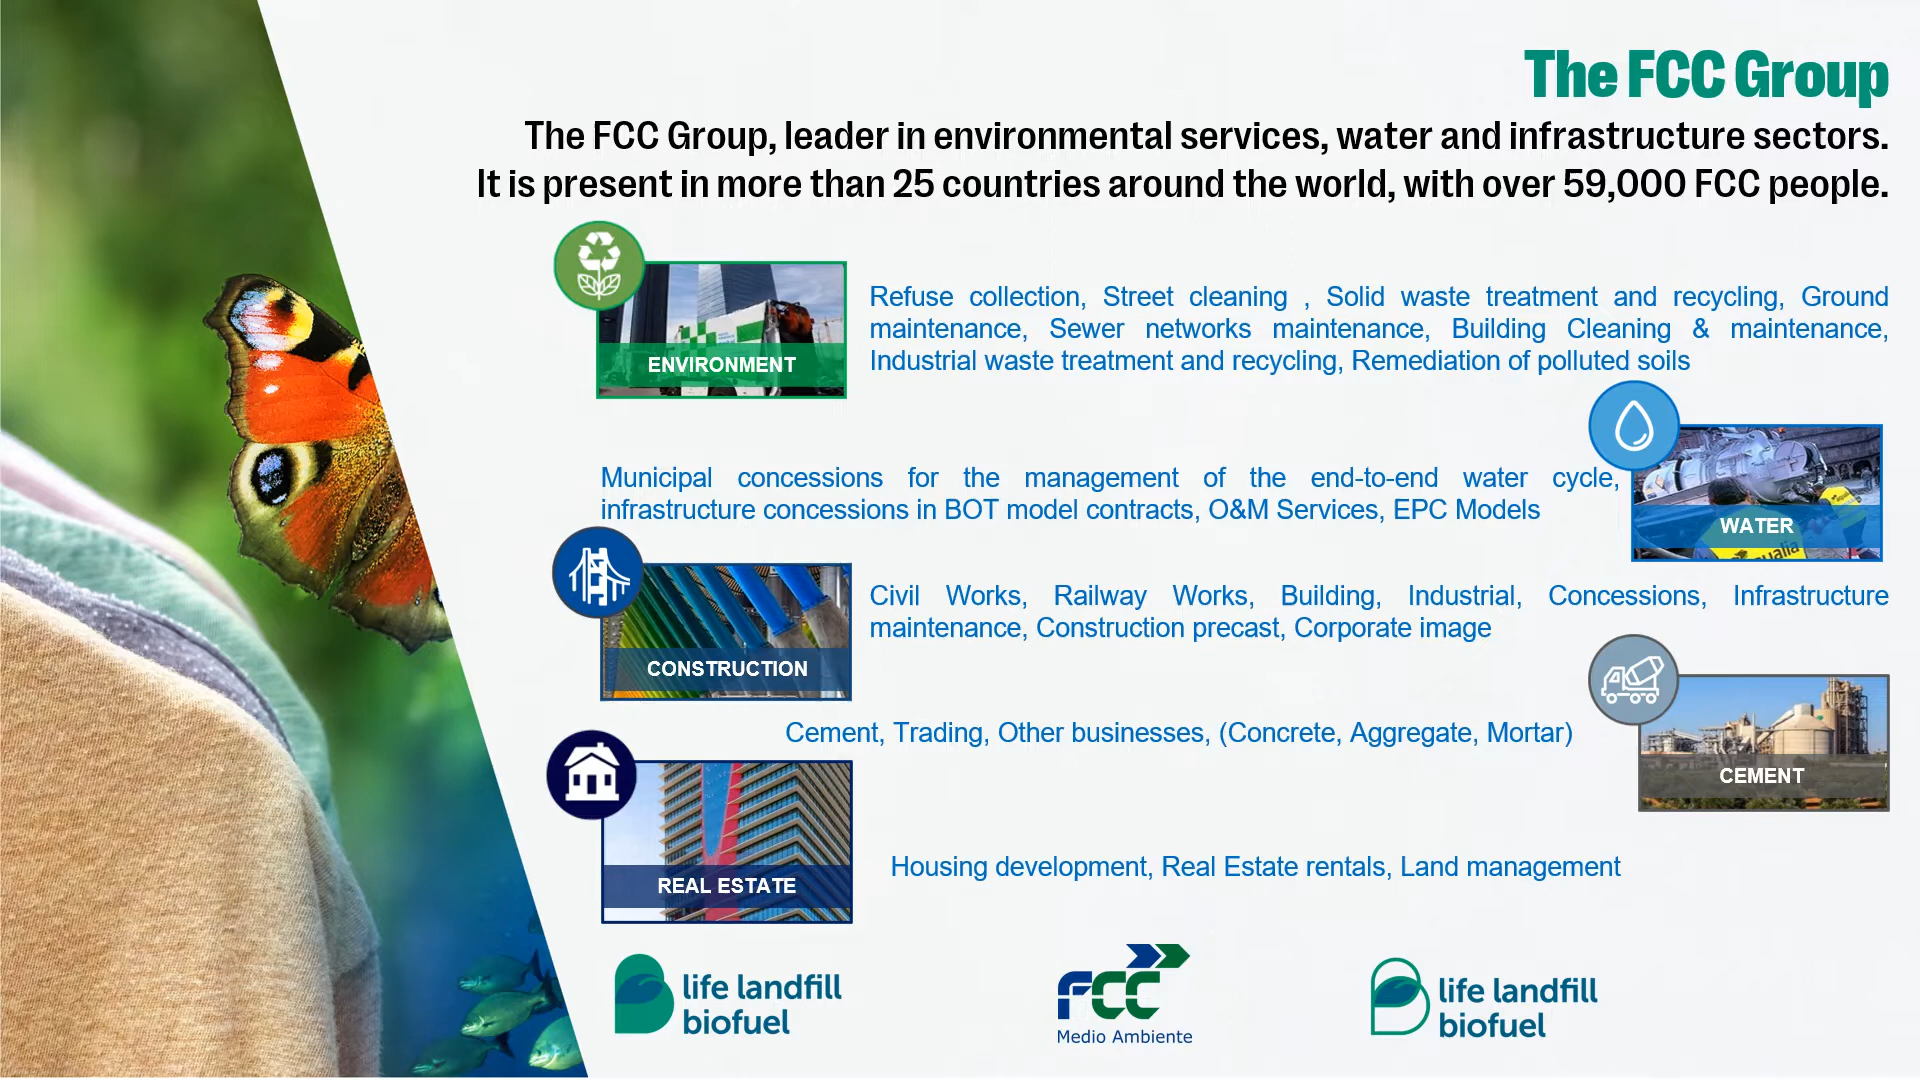 The FCC Group
The FCC Group, leader in environmental services, water and infrastructure sectors.
It is present in more than 25 countries around the world, with over 59,000 FCC people.
ENVIRONMENT
Refuse collection, Street cleaning , Solid waste treatment and recycling, Ground
maintenance, Sewer networks maintenance, Building Cleaning & maintenance,
Industrial waste treatment and recycling, Remediation of polluted soils
Municipal concessions for the management of the end-to-end water cycle,
infrastructure concessions in BOT model contracts, O&M Services, EPC Models
WATER
qualia
CONSTRUCTION
Civil Works, Railway Works, Building, Industrial, Concessions, Infrastructure
maintenance, Construction precast, Corporate image
Cement, Trading, Other businesses, (Concrete, Aggregate, Mortar)
CEMENT
REAL ESTATE
Housing development, Real Estate rentals, Land management
life landfill
biofuel
FCC
Medio Ambiente
life landfill
biofuel